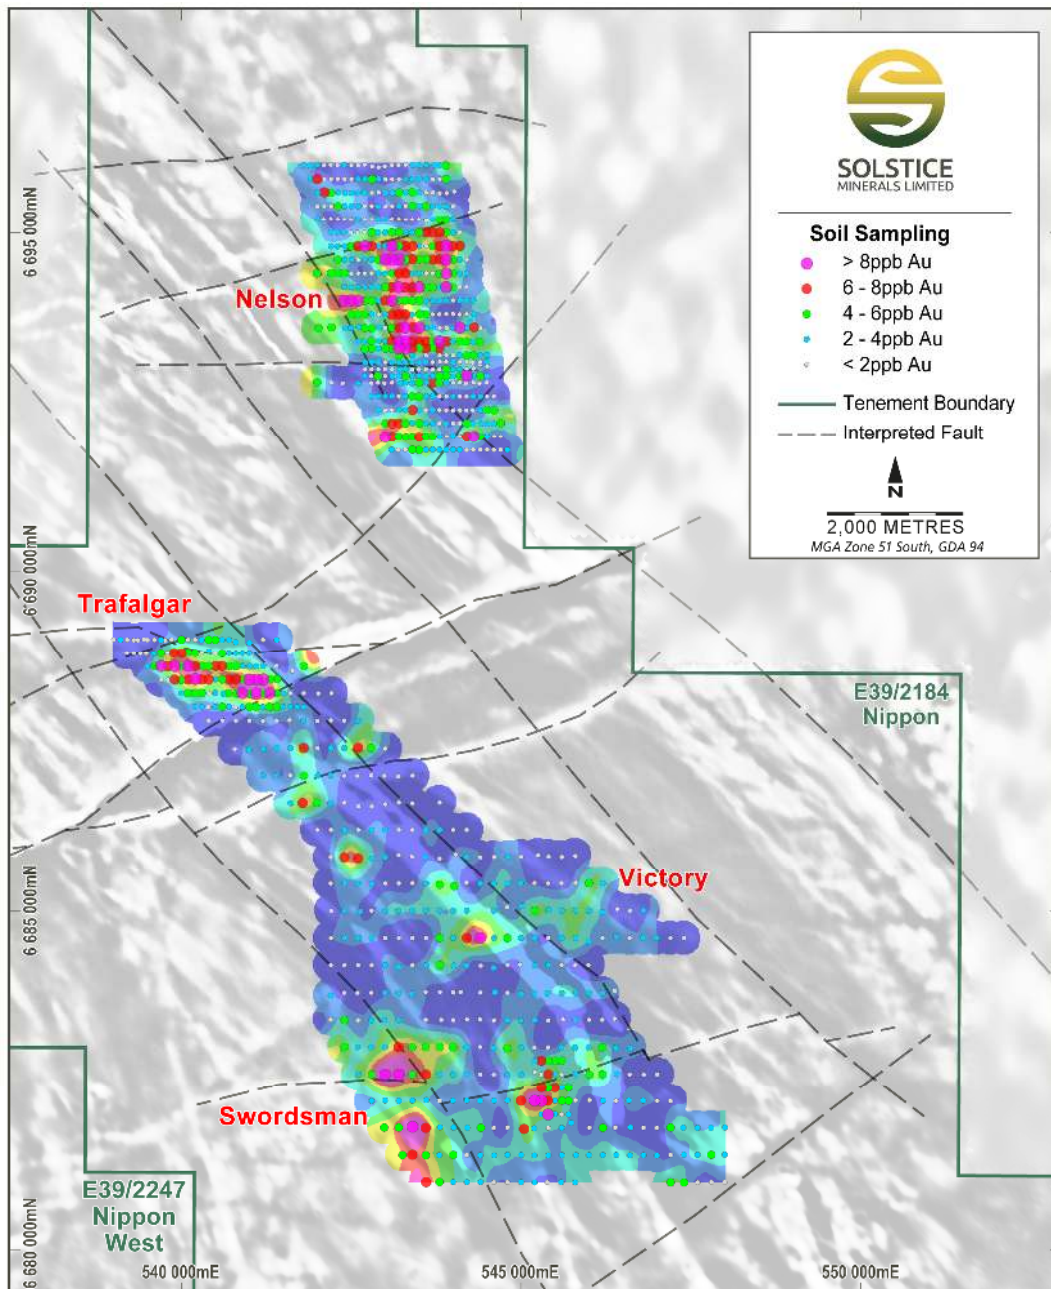 SOLSTICE
MINERALS LIMITED
Soil Sampling
> 8ppb Au
6 - 8ppb Au
4 - 6ppb Au
2 - 4ppb Au
< 2ppb Au
Tenement Boundary
Interpreted Fault
N
2,000 METRES
MGA Zone 51 South, GDA 94
6 695 000mN
Nelson
6 690 000mN
Trafalgar
E39/2184
Nippon
Victory
6 685 000mN
Swordsman
E39/2247
Nippon
West
6 680 000mN
540 000mE
545 000mE
550 000mE